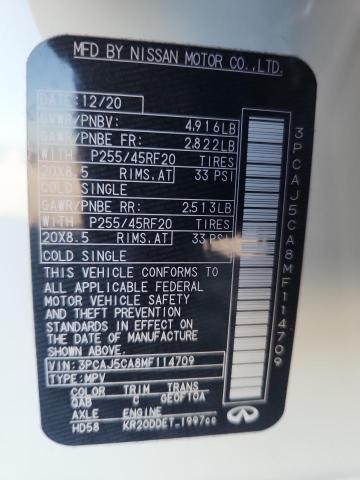 MFD BY NISSAN MOTOR CO.,LTD.
DATE:12/20
GVWR/PNBV: 4,916LB
GAWR/PNBE FR: 2,822LB
WITH P255/45RF20 TIRES
20X8.5 RIMS.AT 33 PSI
COLD SINGLE
GAWR/PNBE RR: 2,513LB
WITH P255/45RF20 TIRES
20X8.5 RIMS.AT 33 PSI
COLD SINGLE
THIS VEHICLE CONFORMS TO
ALL APPLICABLE FEDERAL
MOTOR VEHICLE SAFETY
AND THEFT PREVENTION
STANDARDS IN EFFECT ON
THE DATE OF MANUFACTURE
SHOWN ABOVE.
VIN: 3PCAJ5CA8MF114709
TYPE:MPV
COLOR TRIM TRANS
QAB C GE0F10A
AXLE ENGINE
HD58 KR20DDET 1997cc
3PCAJ5CA8MF114709